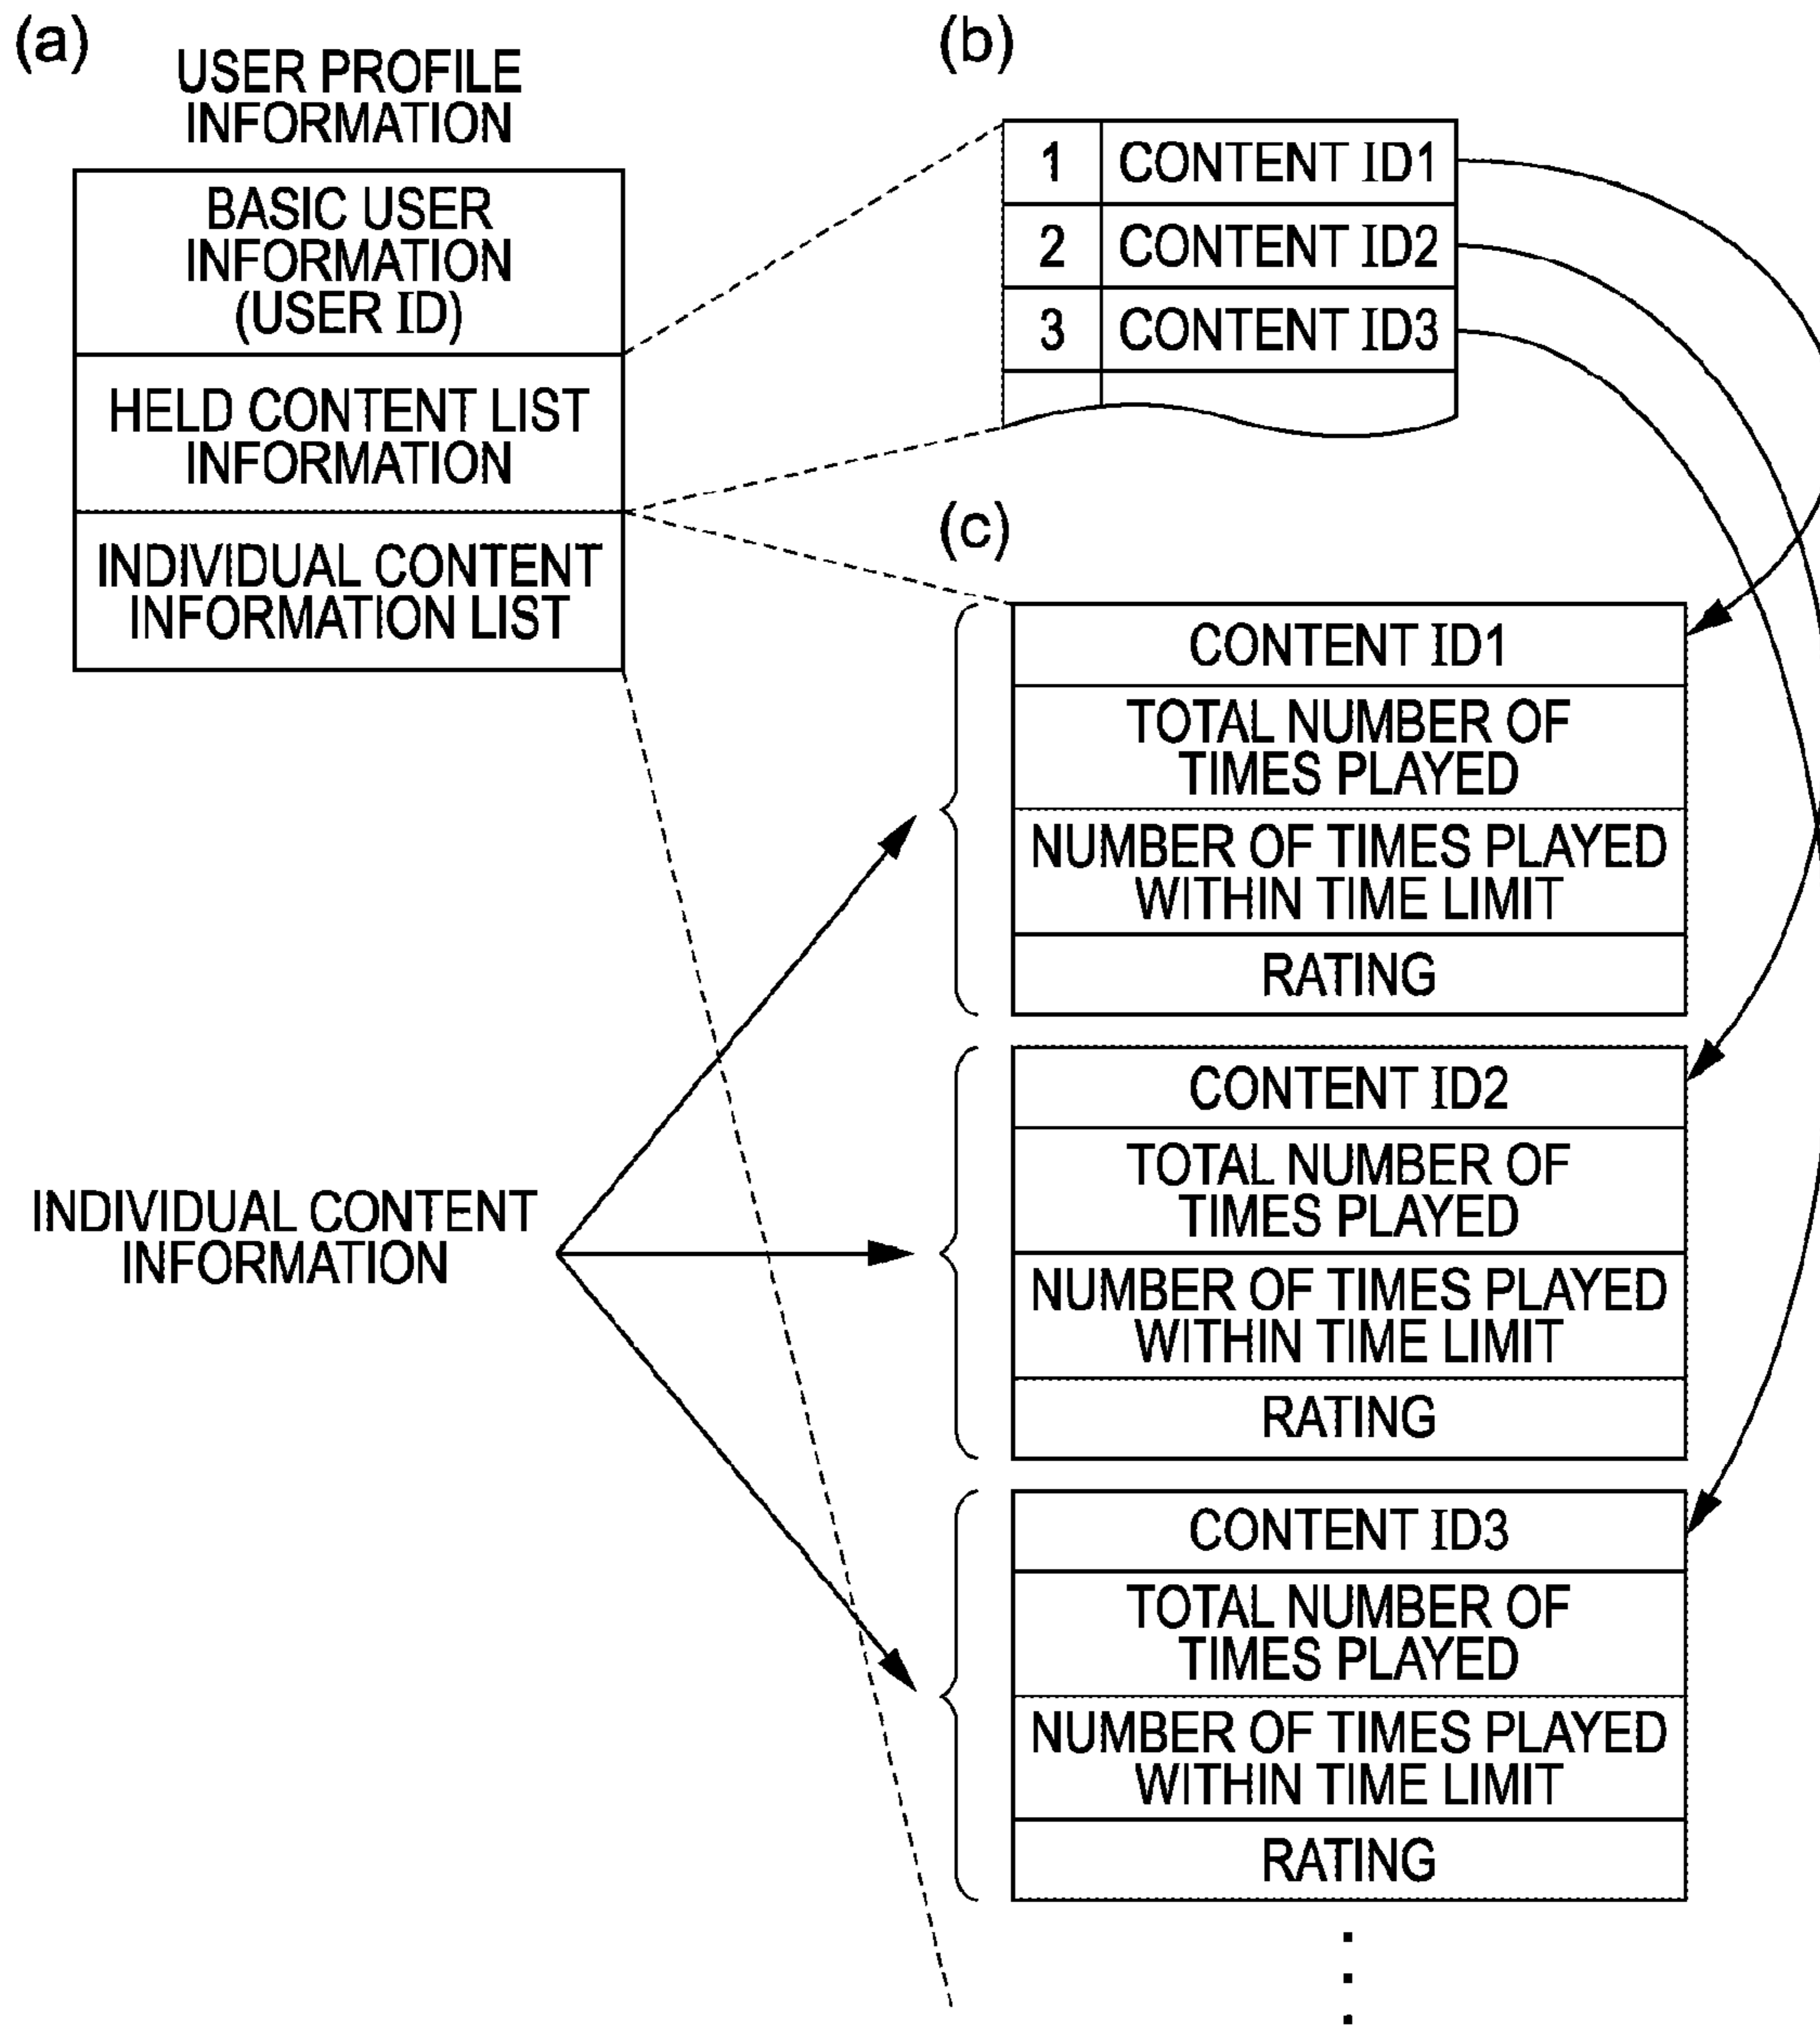 (a)
USER PROFILE
INFORMATION
BASIC USER
INFORMATION
(USER ID)
HELD CONTENT LIST
INFORMATION
INDIVIDUAL CONTENT
INFORMATION LIST
(b)
1 CONTENT ID1
2 CONTENT ID2
3 CONTENT ID3
(c)
CONTENT ID1
TOTAL NUMBER OF
TIMES PLAYED
NUMBER OF TIMES PLAYED
WITHIN TIME LIMIT
RATING
CONTENT ID2
TOTAL NUMBER OF
TIMES PLAYED
NUMBER OF TIMES PLAYED
WITHIN TIME LIMIT
RATING
CONTENT ID3
TOTAL NUMBER OF
TIMES PLAYED
NUMBER OF TIMES PLAYED
WITHIN TIME LIMIT
RATING
INDIVIDUAL CONTENT
INFORMATION